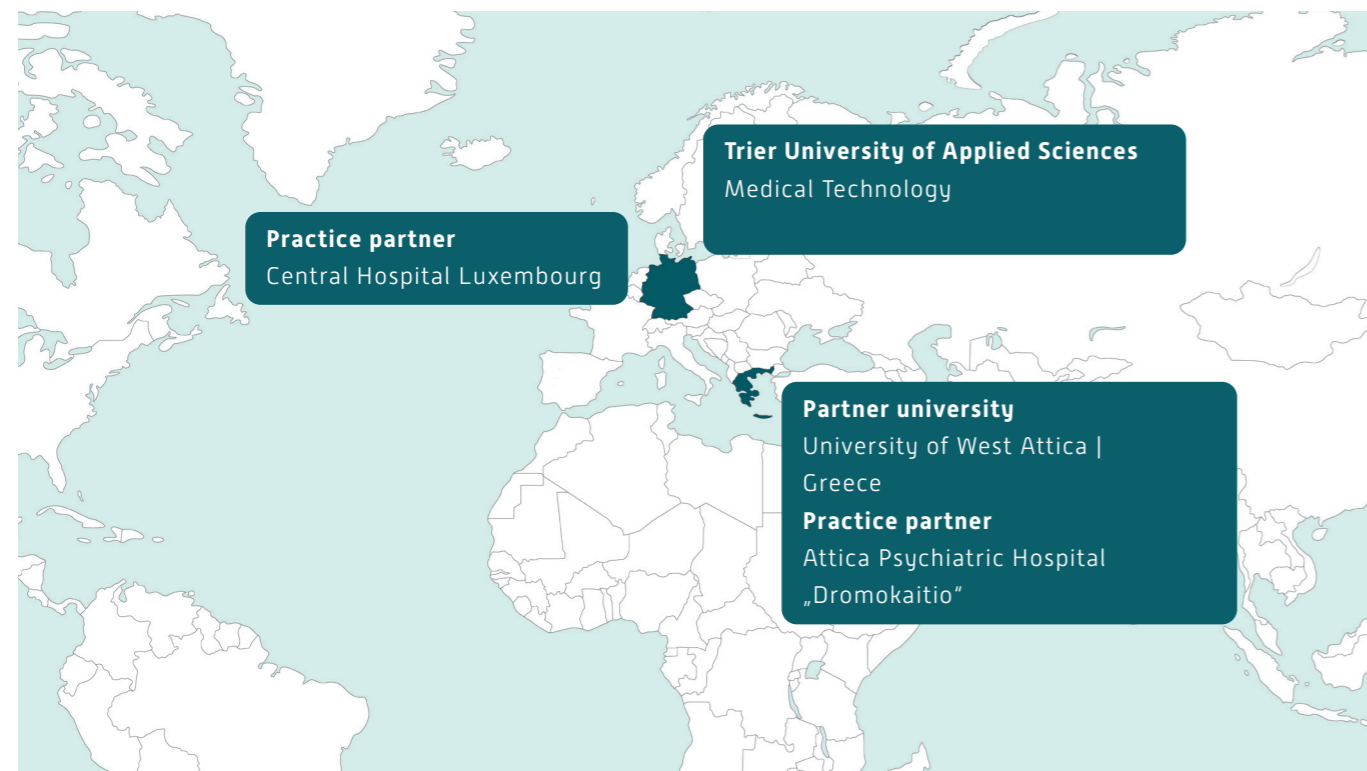 Trier University of Applied Sciences
Medical Technology
Practice partner
Central Hospital Luxembourg
Partner university
University of West Attica |
Greece
Practice partner
Attica Psychiatric Hospital
„Dromokaitio“